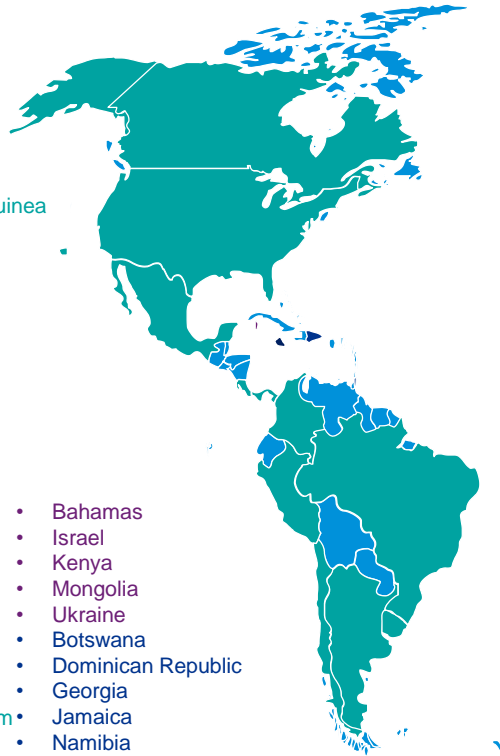 uinea
• Bahamas
• Israel
• Kenya
• Mongolia
• Ukraine
• Botswana
• Dominican Republic
• Georgia
m • Jamaica
• Namibia